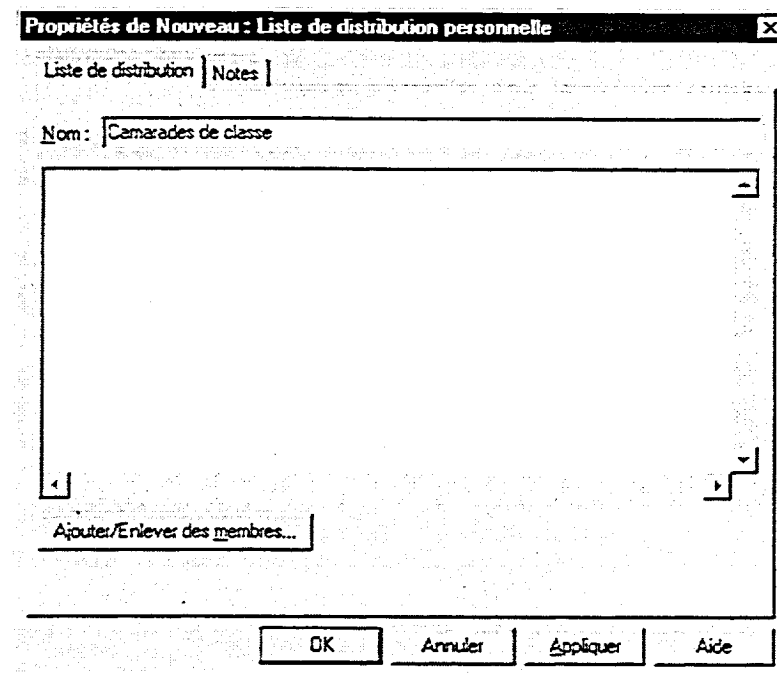 Propriétés de Nouveau : Liste de distribution personnelle
Liste de distribution Notes
Nom : Camarades de classe
Ajouter/Enlever des membres...
OK Annuler Appliquer Aide